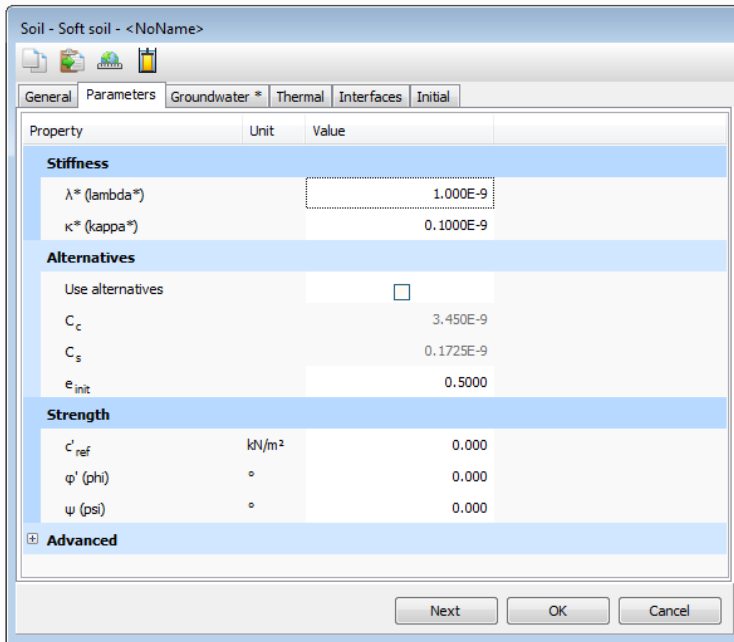 Soil - Soft soil - <NoName>
General Parameters Groundwater * Thermal Interfaces Initial
Property Unit Value
Stiffness
λ* (lambda*) 1.000E-9
κ* (kappa*) 0.1000E-9
Alternatives
Use alternatives
Cc 3.450E-9
Cs 0.1725E-9
einit 0.5000
Strength
c'ref kN/m² 0.000
φ' (phi) ° 0.000
ψ (psi) ° 0.000
Advanced
Next OK Cancel